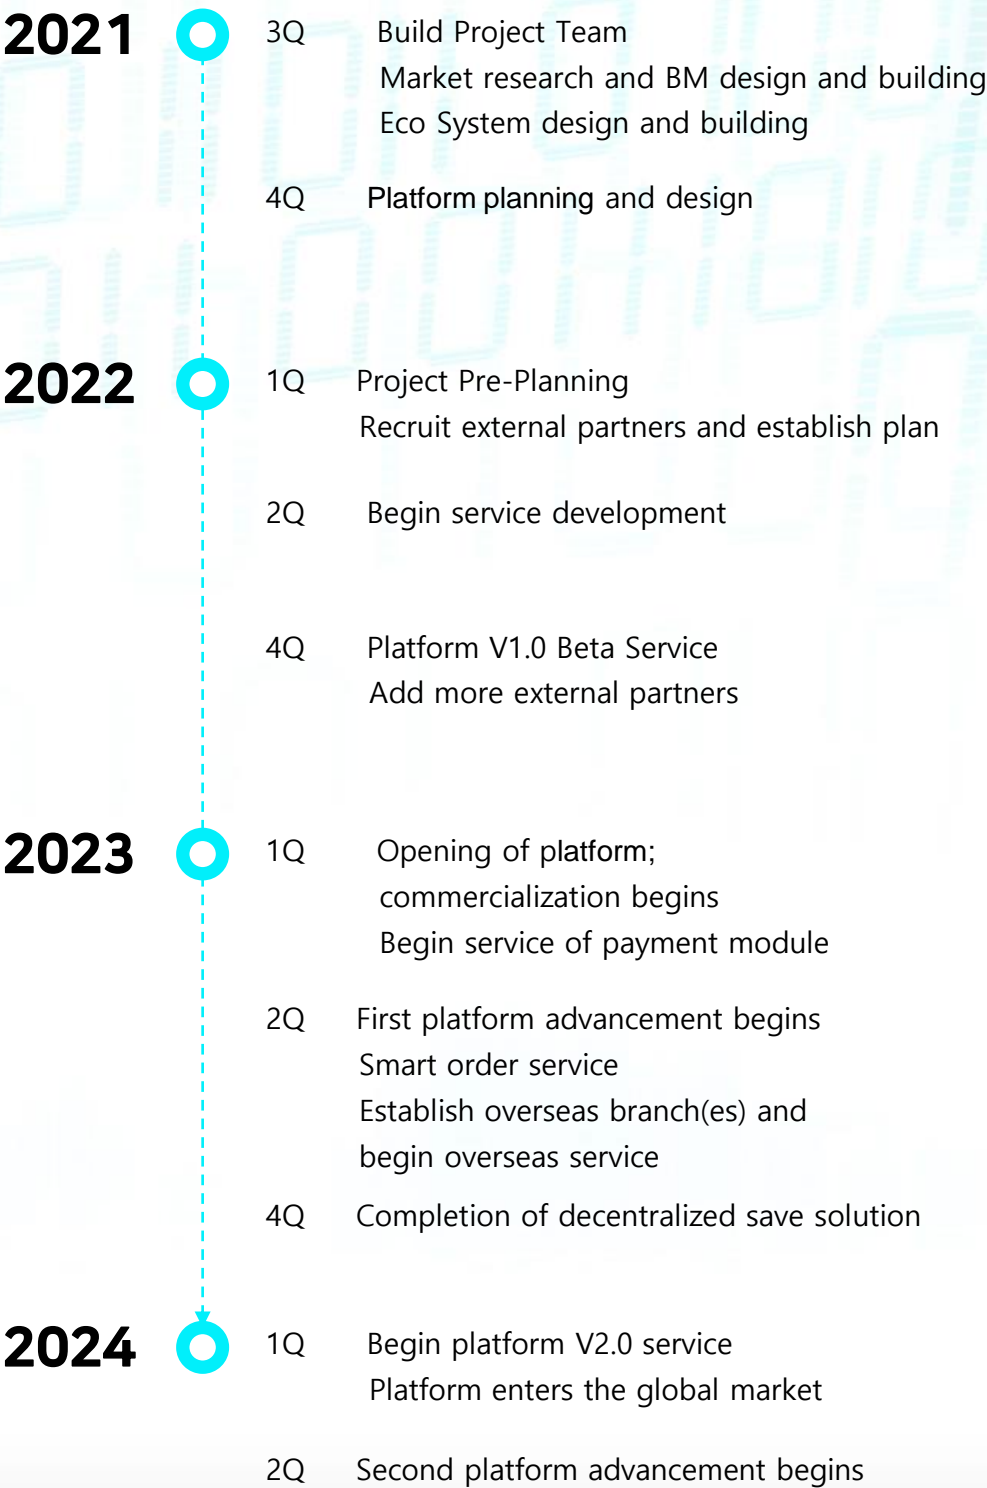 2021
3Q Build Project Team
Market research and BM design and building
Eco System design and building
4Q Platform planning and design
2022
1Q Project Pre-Planning
Recruit external partners and establish plan
2Q Begin service development
4Q Platform V1.0 Beta Service
Add more external partners
2023
1Q Opening of platform;
commercialization begins
Begin service of payment module
2Q First platform advancement begins
Smart order service
Establish overseas branch(es) and
begin overseas service
4Q Completion of decentralized save solution
2024
1Q Begin platform V2.0 service
Platform enters the global market
2Q Second platform advancement begins